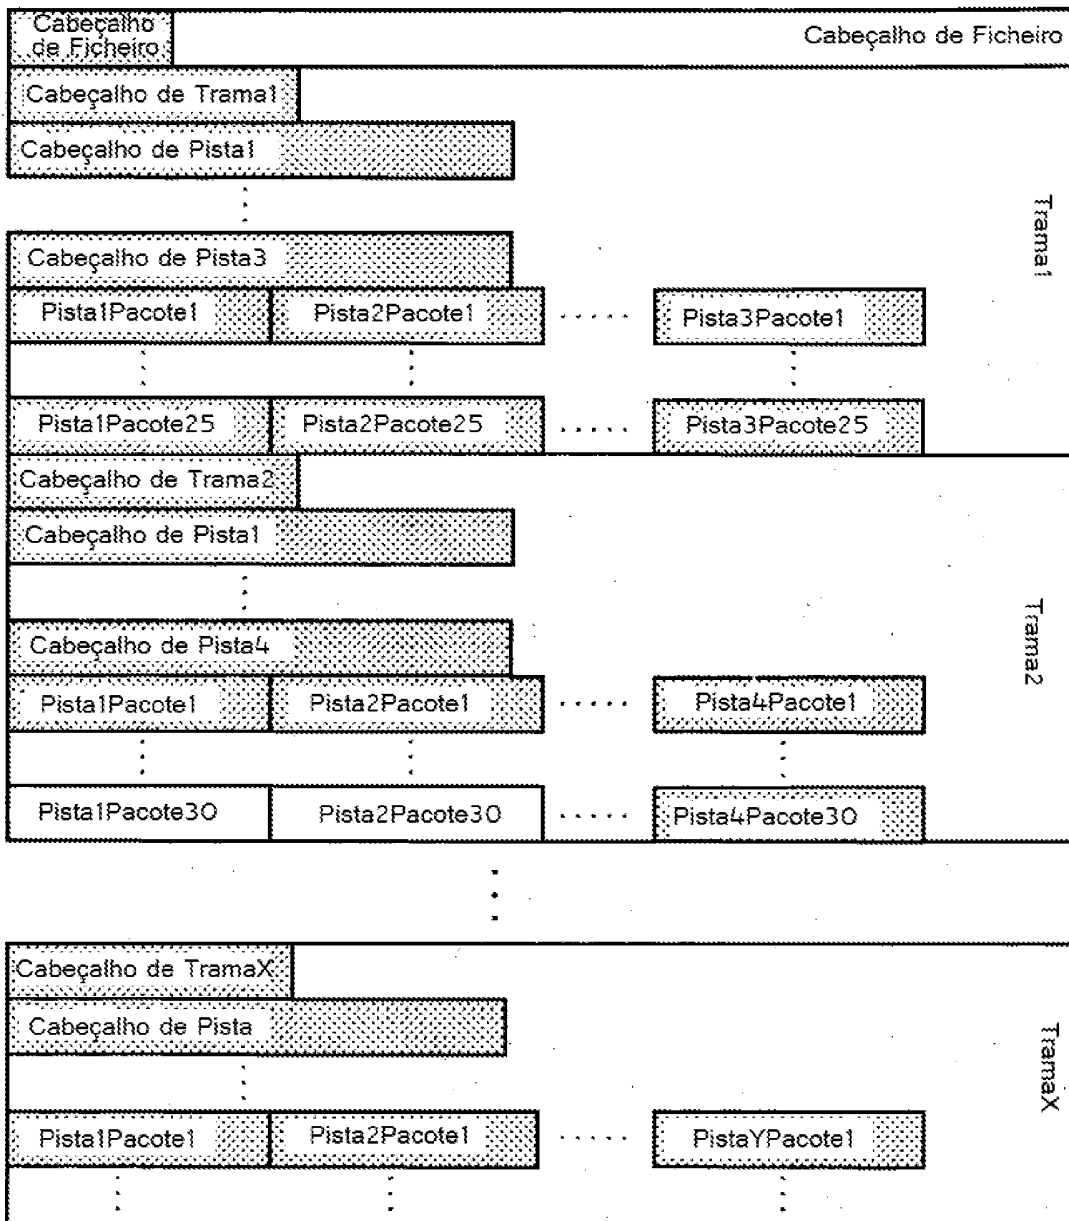 Cabeçalho
de Ficheiro
Cabeçalho de Ficheiro
Cabeçalho de Trama1
Cabeçalho de Pista1
Trama1
Cabeçalho de Pista3
Pista1Pacote1 Pista2Pacote1 Pista3Pacote1
Pista1Pacote25 Pista2Pacote25 Pista3Pacote25
Cabeçalho de Trama2
Cabeçalho de Pista1
Trama2
Cabeçalho de Pista4
Pista1Pacote1 Pista2Pacote1 Pista4Pacote1
Pista1Pacote30 Pista2Pacote30 Pista4Pacote30
Cabeçalho de TramaX
Cabeçalho de Pista
TramaX
Pista1Pacote1 Pista2Pacote1 PistaYPacote1